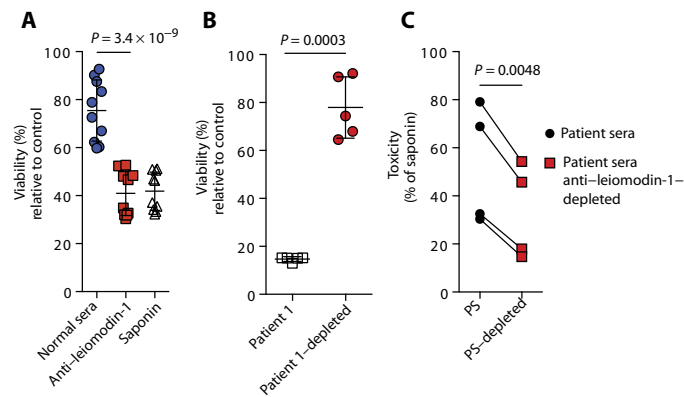 A
P = 3.4 × 10⁻⁹
Viability (%)
relative to control
100
80
60
40
20
0
Normal sera
Anti–leiomodin-1
Saponin
B
P = 0.0003
Viability (%)
relative to control
100
80
60
40
20
0
Patient 1
Patient 1–depleted
C
P = 0.0048
Toxicity
(% of saponin)
100
80
60
40
20
0
PS
PS–depleted
Patient sera
Patient sera
anti–leiomodin-1–
depleted